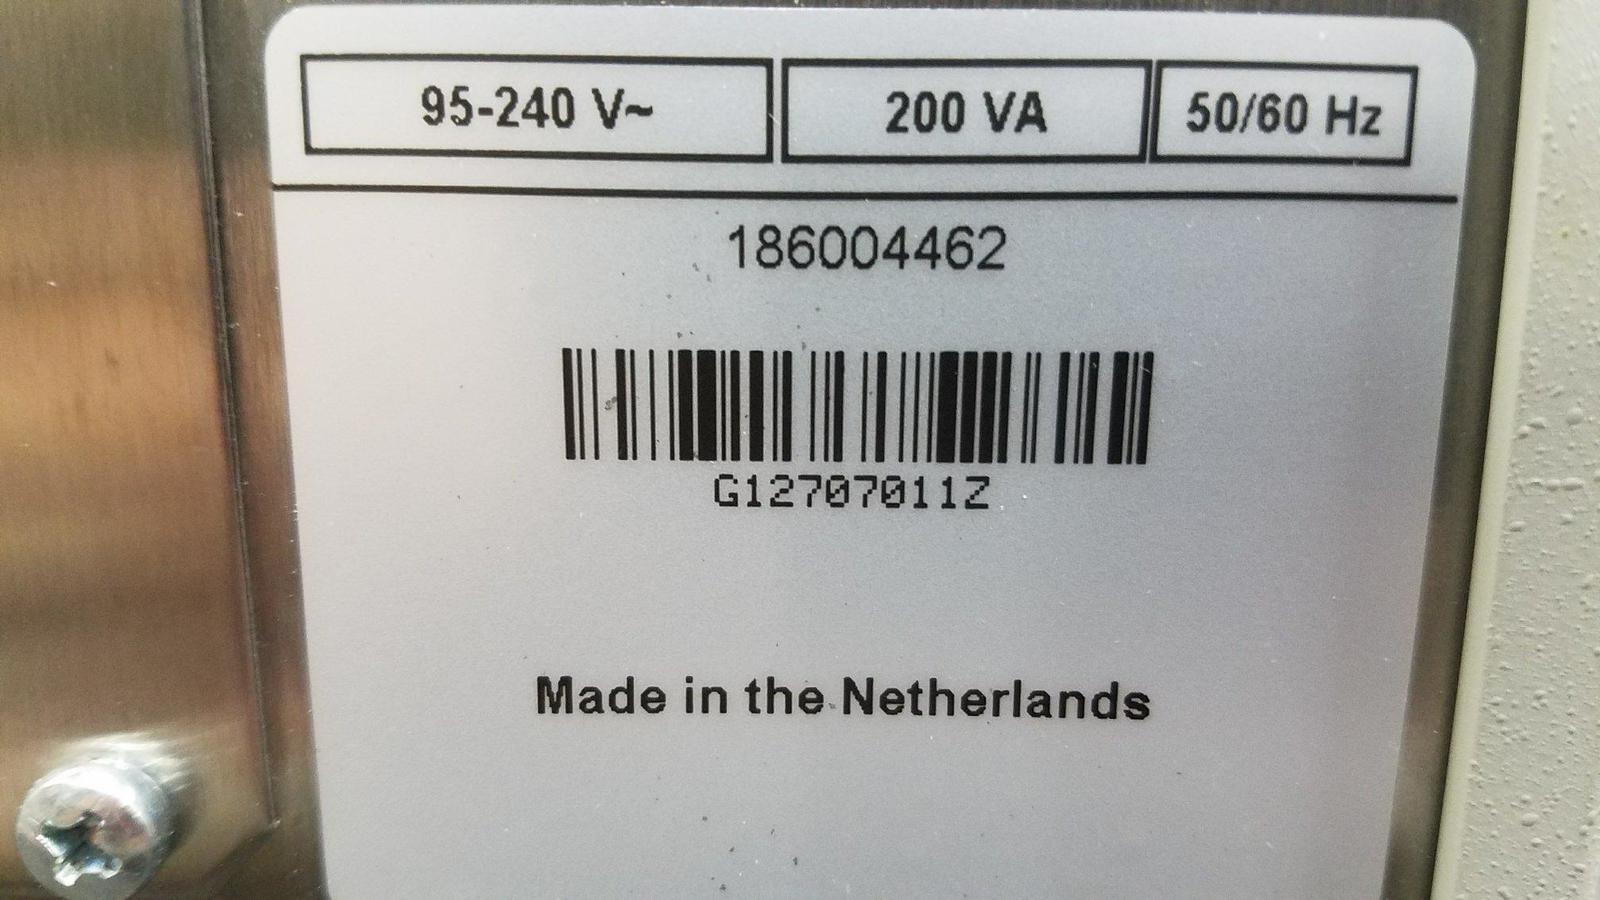 95-240 V~ 200 VA 50/60 Hz
186004462
G12707011Z
Made in the Netherlands